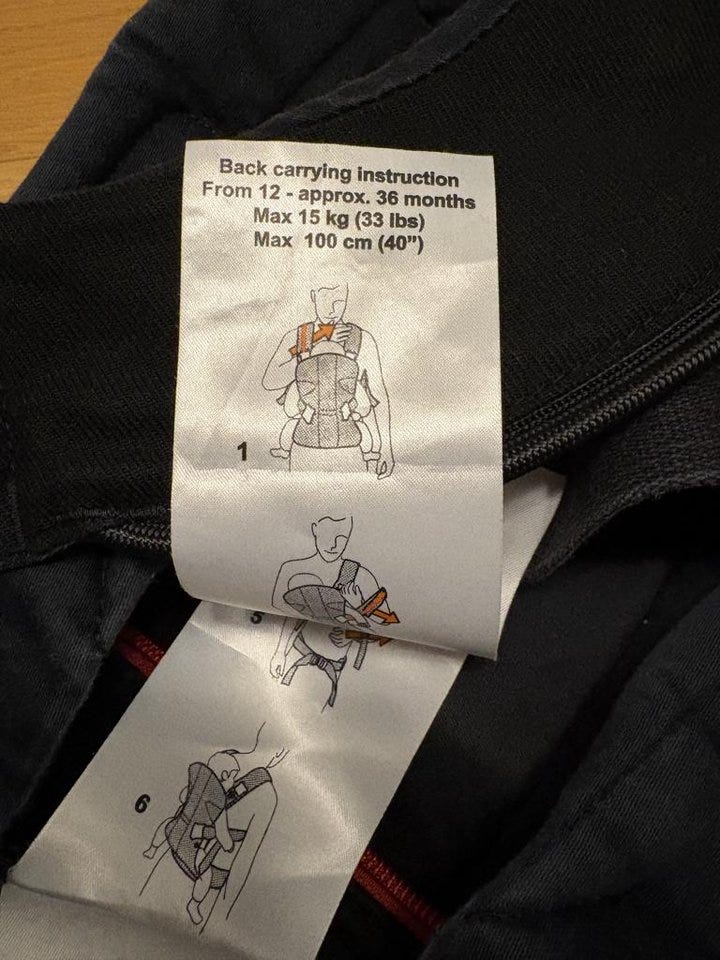 Back carrying instruction
From 12 - approx. 36 months
Max 15 kg (33 lbs)
Max 100 cm (40”)
1
6